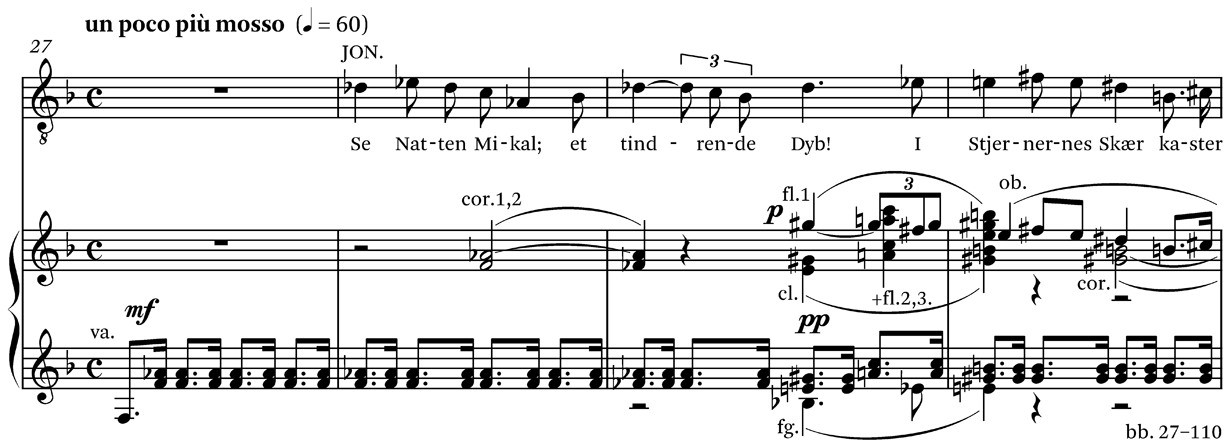 un poco più mosso (♩ = 60)
27
JON.
3
Se Nat-ten Mi-kal; et tind - ren-de Dyb! I Stjer-ner-nes Skær ka-ster
cor.1,2
p
fl.1
3
ob.
cl.
+fl.2,3.
cor.
mf
va.
pp
fg.
bb. 27–110